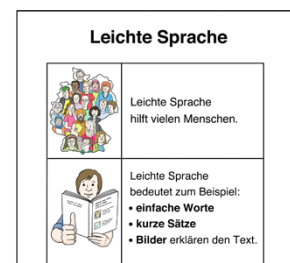 Leichte Sprache
Leichte Sprache
hilft vielen Menschen.
Leichte Sprache
bedeutet zum Beispiel:
• einfache Worte
• kurze Sätze
• Bilder erklären den Text.